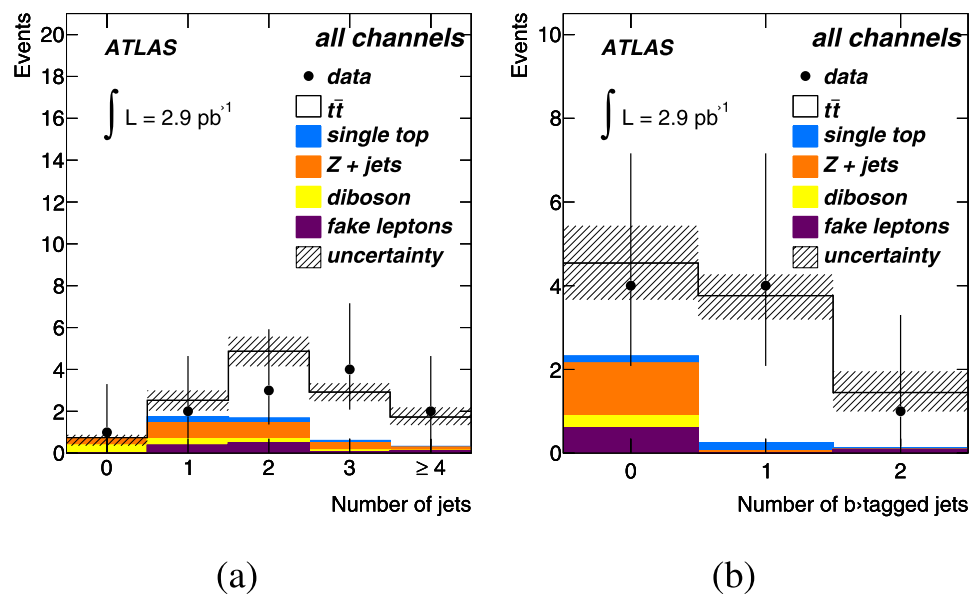 Events
20
18
16
14
12
10
8
6
4
2
0
ATLAS
all channels
∫ L = 2.9 pb›1
data
tt̄
single top
Z + jets
diboson
fake leptons
uncertainty
0 1 2 3 ≥ 4
Number of jets
(a)
Events
10
8
6
4
2
0
ATLAS
all channels
∫ L = 2.9 pb›1
data
tt̄
single top
Z + jets
diboson
fake leptons
uncertainty
0 1 2
Number of b›tagged jets
(b)